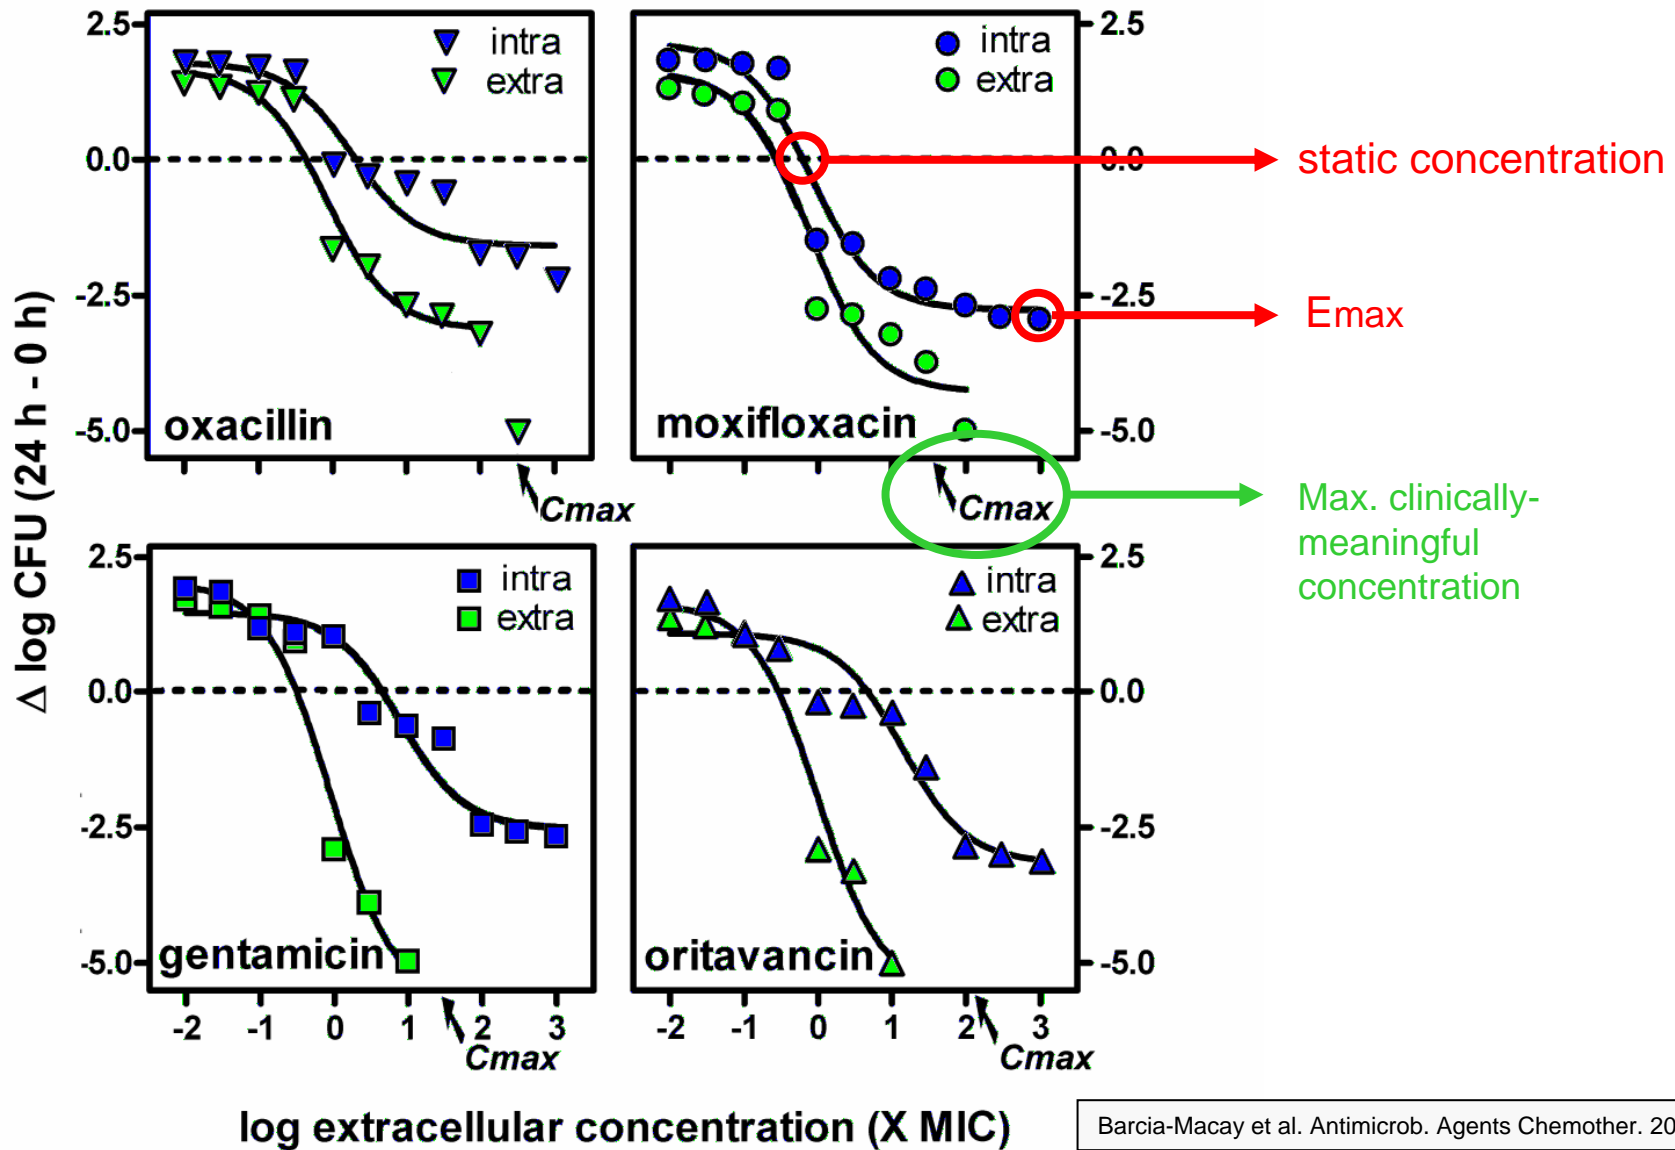 2.5
0.0
-2.5
-5.0
intra
extra
oxacillin
Cmax
intra
extra
moxifloxacin
Cmax
2.5
0.0
-2.5
-5.0
static concentration
Emax
Max. clinically-
meaningful
concentration
Δ log CFU (24 h - 0 h)
2.5
0.0
-2.5
-5.0
intra
extra
gentamicin
-2 -1 0 1 2 3
Cmax
intra
extra
oritavancin
-2 -1 0 1 2 3
Cmax
2.5
0.0
-2.5
-5.0
log extracellular concentration (X MIC)
Barcia-Macay et al. Antimicrob. Agents Chemother. 20